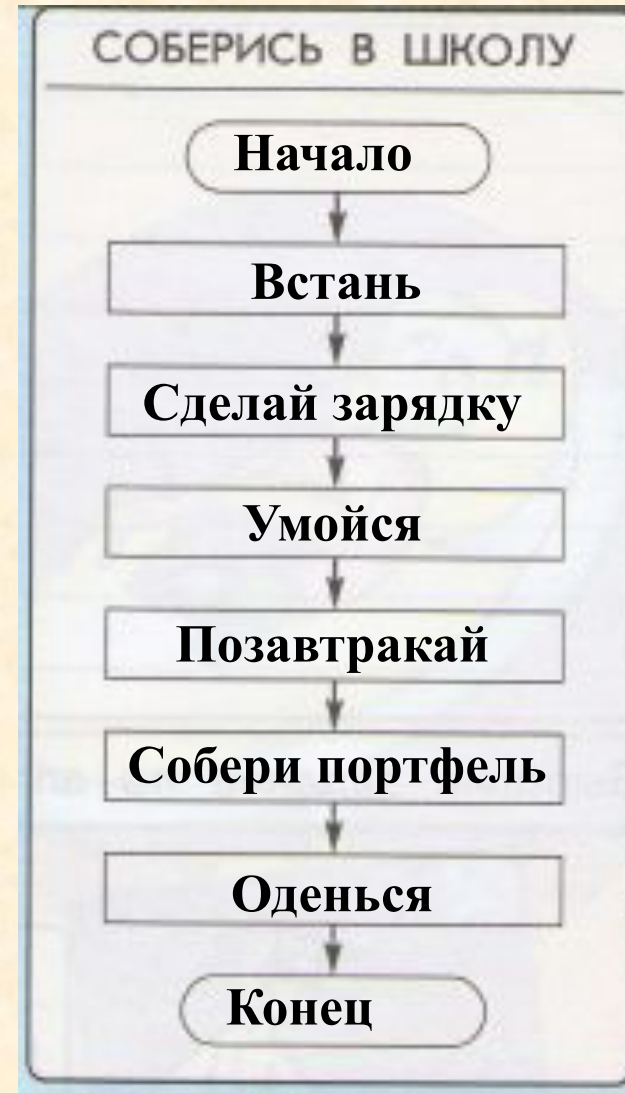 СОБЕРИСЬ В ШКОЛУ
Начало
Встань
Сделай зарядку
Умойся
Позавтракай
Собери портфель
Оденься
Конец